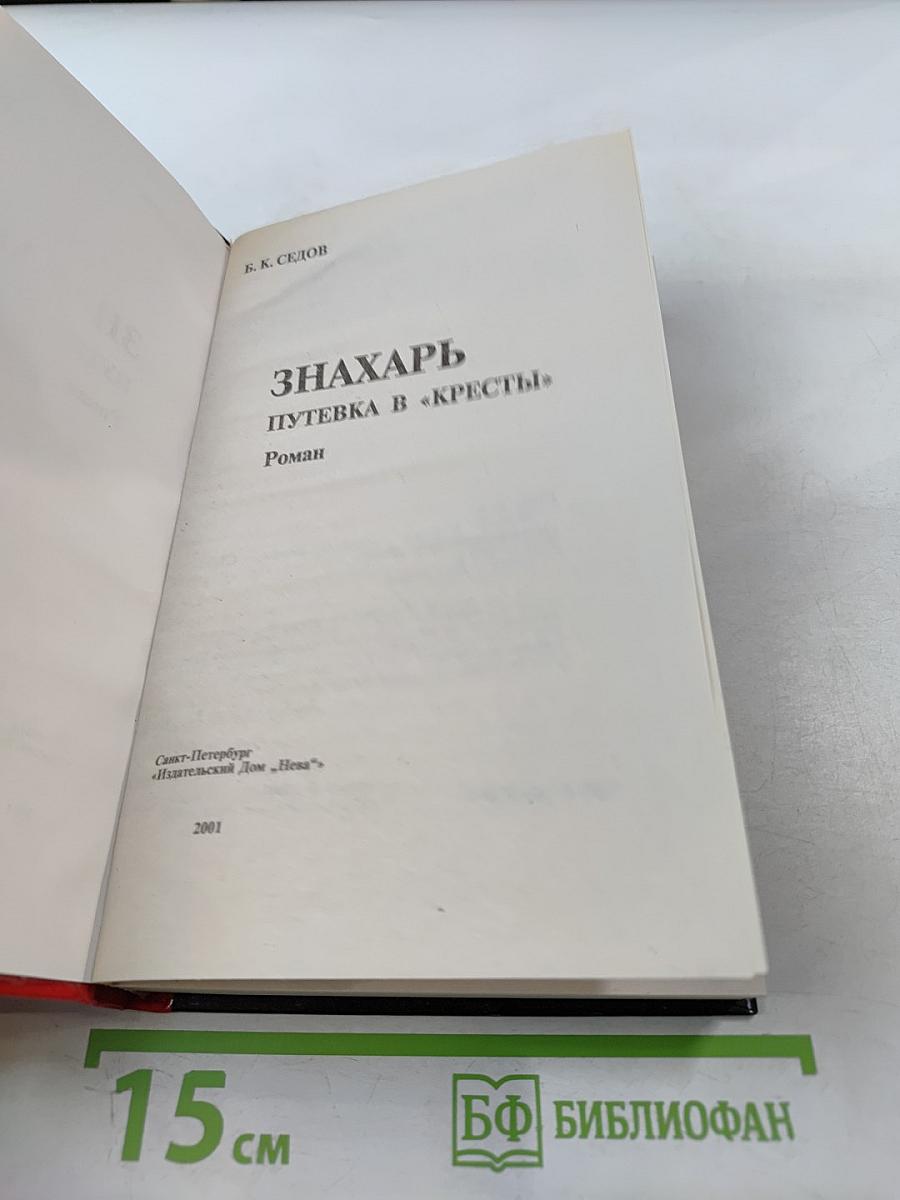 Б. К. СЕДОВ
ЗНАХАРЬ
ПУТЕВКА В «КРЕСТЫ»
Роман
Санкт-Петербург
«Издательский Дом „Нева“»
2001
15 см
БФ БИБЛИОФАН